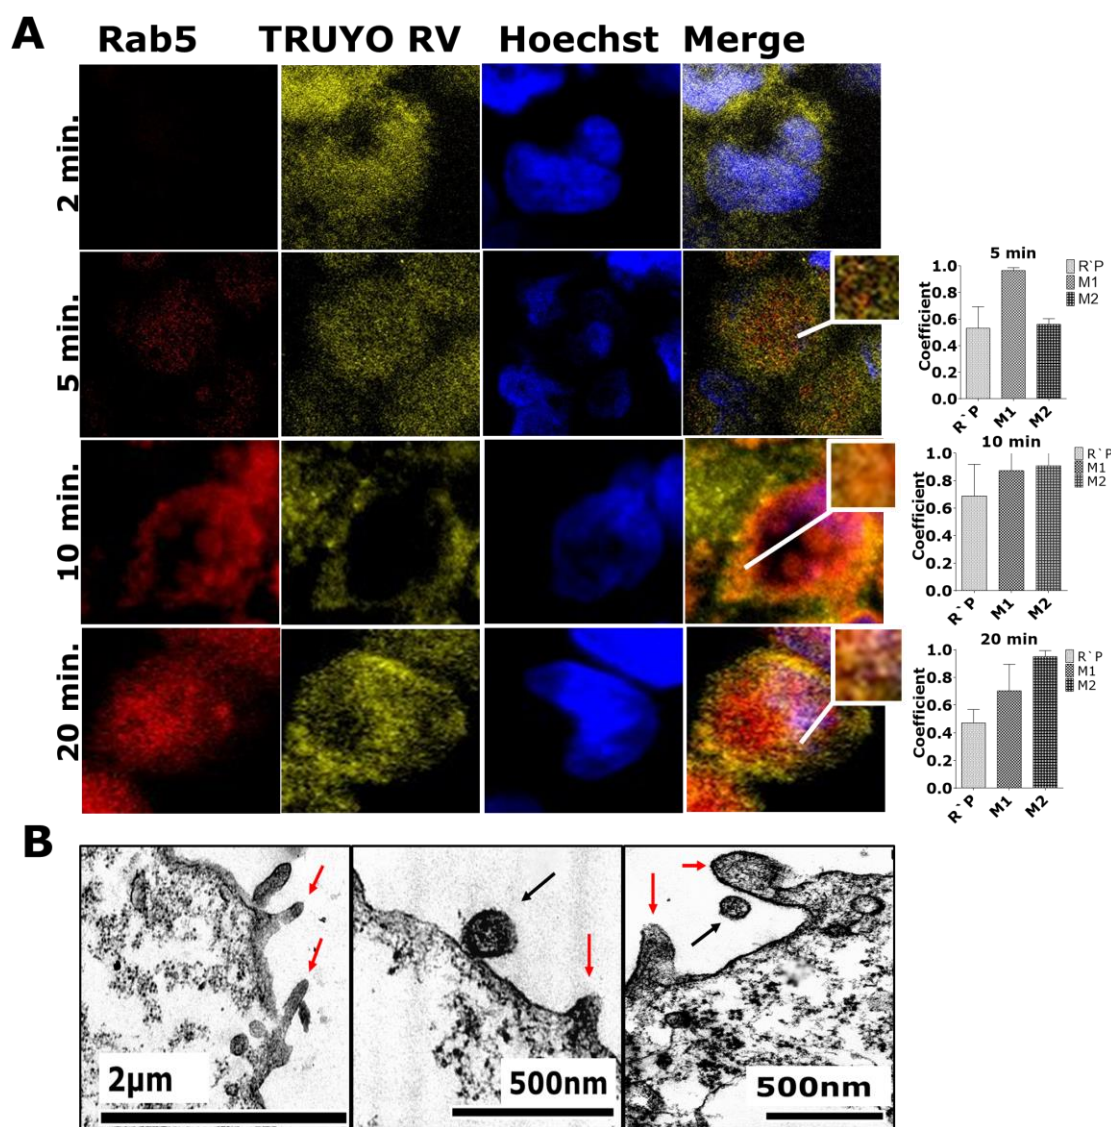 A
Rab5 TRUYO RV Hoechst Merge
2 min.
5 min.
5 min
R`P
M1
M2
Coefficient
1.0
0.8
0.6
0.4
0.2
0.0
R`P M1 M2
10 min.
10 min
R`P
M1
M2
Coefficient
1.0
0.8
0.6
0.4
0.2
0.0
R`P M1 M2
20 min.
20 min
R`P
M1
M2
Coefficient
1.0
0.8
0.6
0.4
0.2
0.0
R`P M1 M2
B
2µm 500nm 500nm